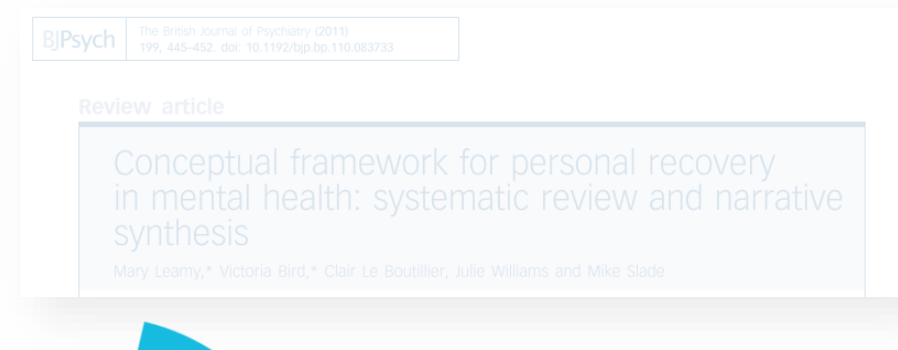 BJPsych
The British Journal of Psychiatry (2011)
199, 445–452. doi: 10.1192/bjp.bp.110.083733
Review article
Conceptual framework for personal recovery
in mental health: systematic review and narrative
synthesis
Mary Leamy,* Victoria Bird,* Clair Le Boutillier, Julie Williams and Mike Slade